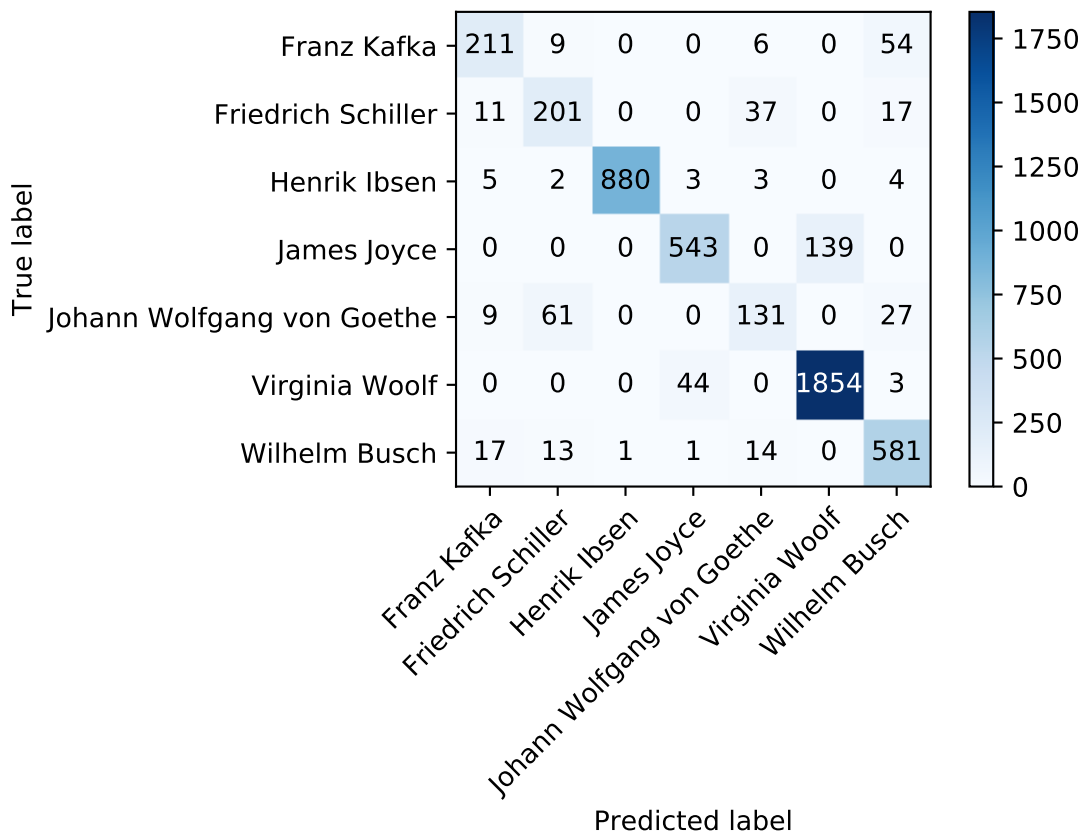 Franz Kafka 211 9 0 0 6 0 54
Friedrich Schiller 11 201 0 0 37 0 17
Henrik Ibsen 5 2 880 3 3 0 4
James Joyce 0 0 0 543 0 139 0
Johann Wolfgang von Goethe 9 61 0 0 131 0 27
Virginia Woolf 0 0 0 44 0 1854 3
Wilhelm Busch 17 13 1 1 14 0 581
True label
Franz Kafka
Friedrich Schiller
Henrik Ibsen
James Joyce
Johann Wolfgang von Goethe
Virginia Woolf
Wilhelm Busch
Predicted label
1750
1500
1250
1000
750
500
250
0